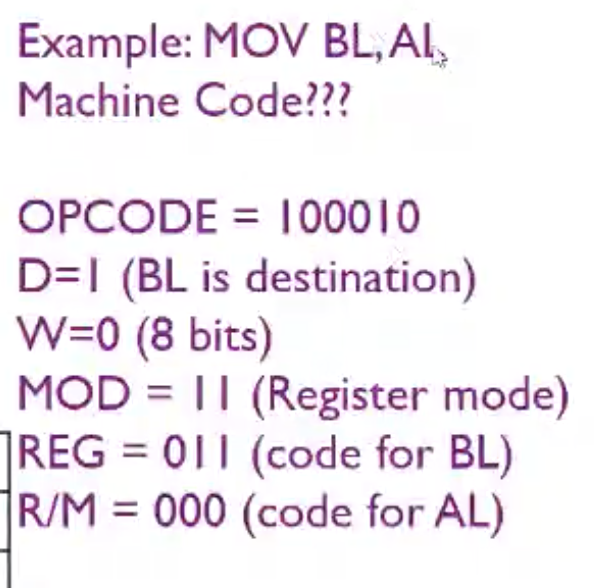 Example: MOV BL, AL
Machine Code???
OPCODE = 100010
D=1 (BL is destination)
W=0 (8 bits)
MOD = 11 (Register mode)
REG = 011 (code for BL)
R/M = 000 (code for AL)